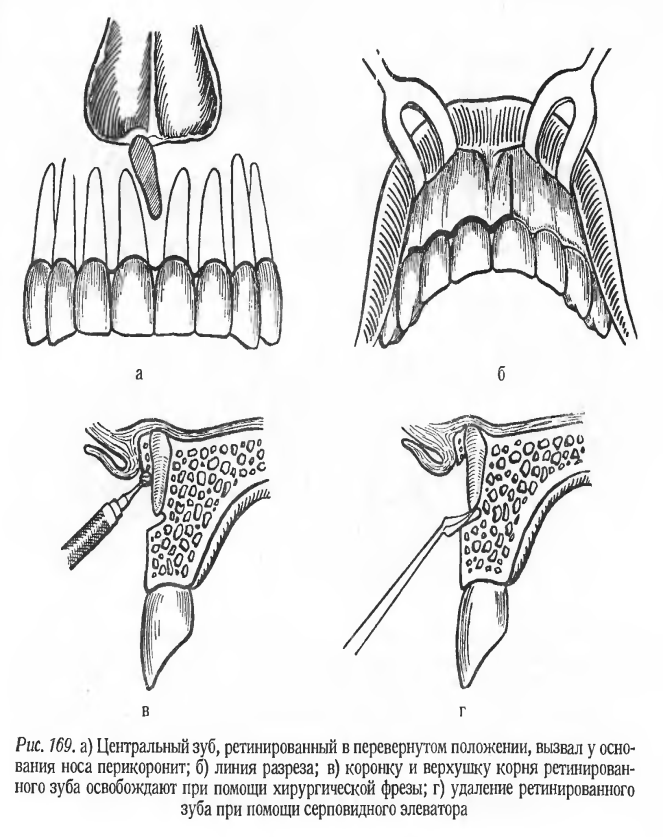 а
б
в
г
Рис. 169. а) Центральный зуб, ретинированный в перевернутом положении, вызвал у осно-
вания носа перикоронит; б) линия разреза; в) коронку и верхушку корня ретинирован-
ного зуба освобождают при помощи хирургической фрезы; г) удаление ретинированного
зуба при помощи серповидного элеватора